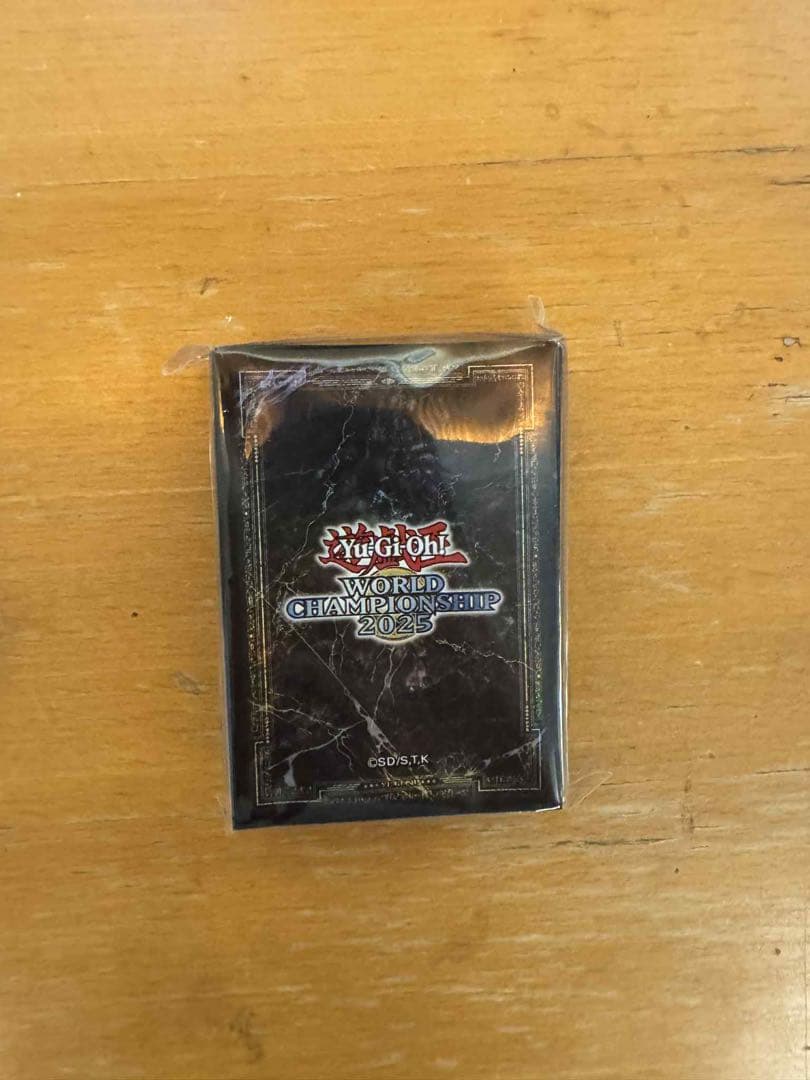 遊戯王
Yu-Gi-Oh!
WORLD
CHAMPIONSHIP
2025
©SD/S,T,K